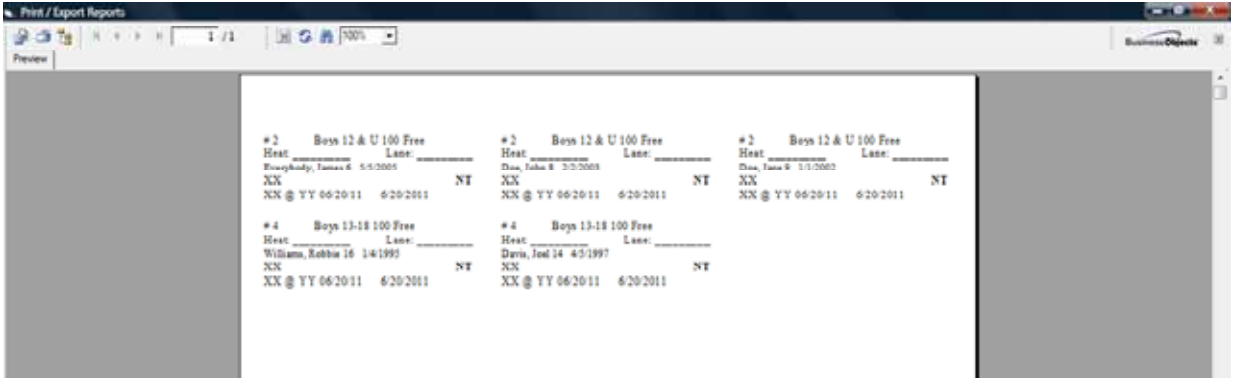 Print / Export Reports
1 /1
100%
BusinessObjects
Preview
# 2 Boys 12 & U 100 Free
Heat: ________ Lane: ________
Everybody, James 6 5/5/2005
XX NT
XX @ YY 06/20/11 6/20/2011
# 2 Boys 12 & U 100 Free
Heat: ________ Lane: ________
Doe, John 8 2/2/2003
XX NT
XX @ YY 06/20/11 6/20/2011
# 2 Boys 12 & U 100 Free
Heat: ________ Lane: ________
Doe, Jane 9 1/1/2002
XX NT
XX @ YY 06/20/11 6/20/2011
# 4 Boys 13-18 100 Free
Heat: ________ Lane: ________
Williams, Robbie 16 1/4/1995
XX NT
XX @ YY 06/20/11 6/20/2011
# 4 Boys 13-18 100 Free
Heat: ________ Lane: ________
Davis, Joel 14 4/5/1997
XX NT
XX @ YY 06/20/11 6/20/2011